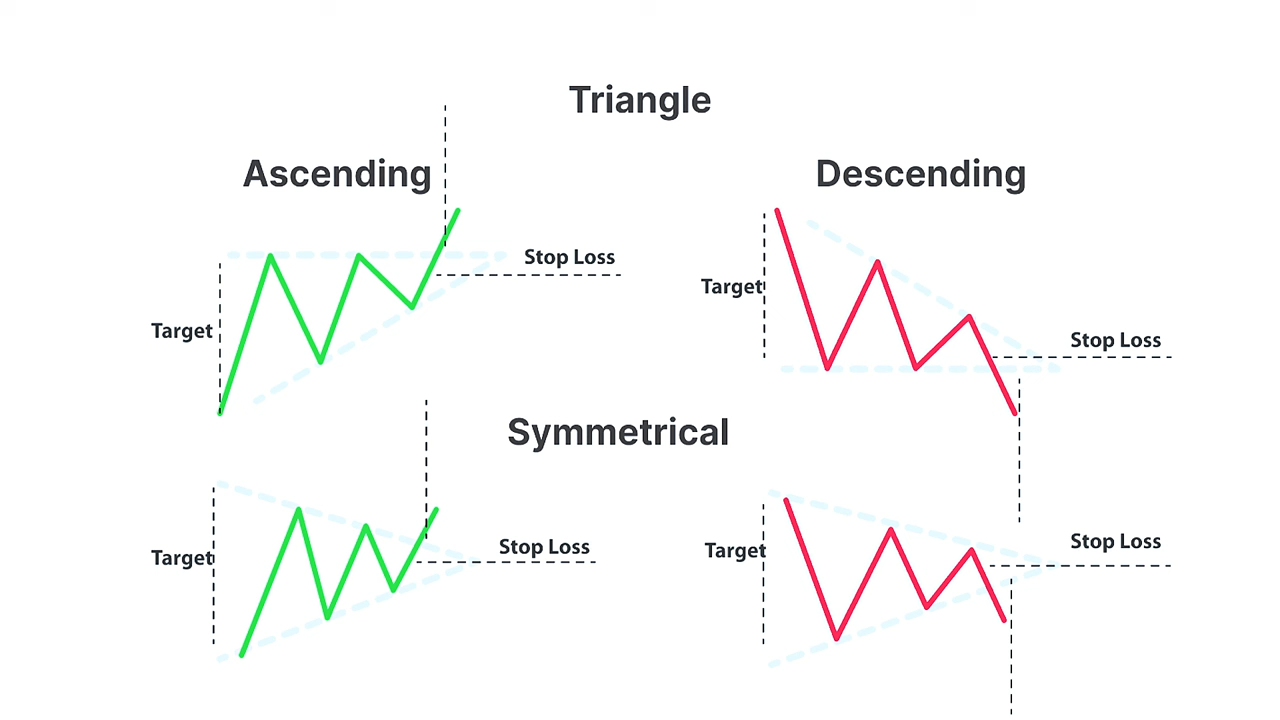 Triangle
Ascending
Descending
Stop Loss
Target
Target
Stop Loss
Symmetrical
Target
Stop Loss
Target
Stop Loss